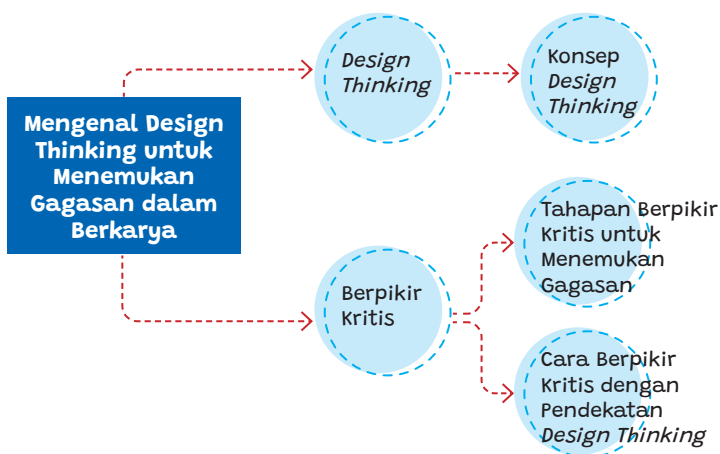 Mengenal Design
Thinking untuk
Menemukan
Gagasan dalam
Berkarya
Design
Thinking
Konsep
Design
Thinking
Berpikir
Kritis
Tahapan Berpikir
Kritis untuk
Menemukan
Gagasan
Cara Berpikir
Kritis dengan
Pendekatan
Design Thinking